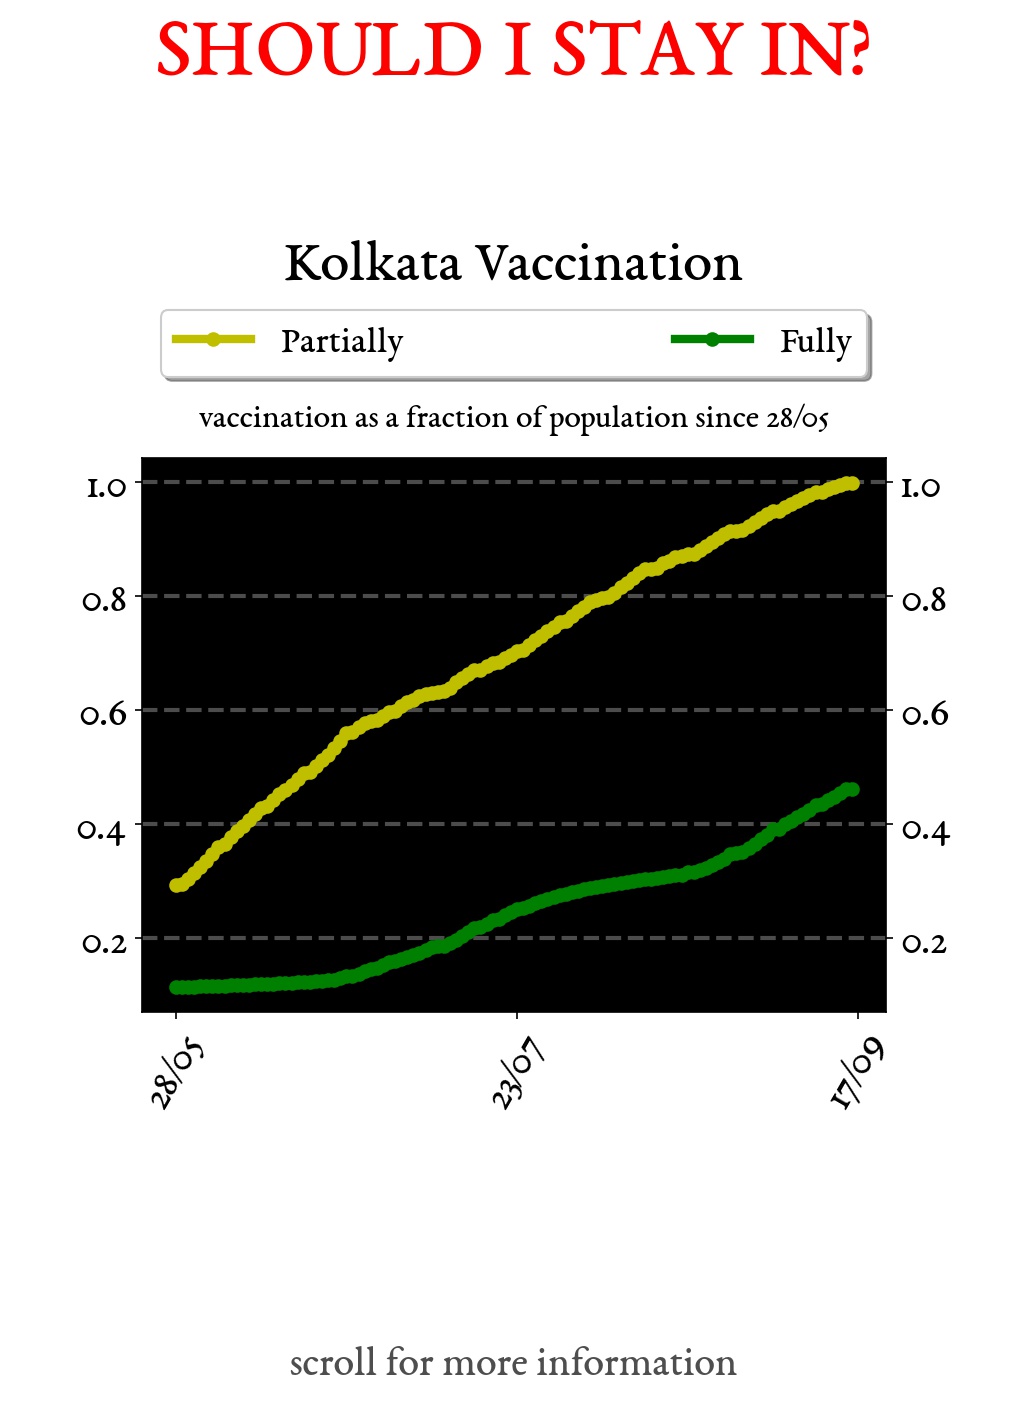 SHOULD I STAY IN?
Kolkata Vaccination
Partially Fully
vaccination as a fraction of population since 28/05
1.0 1.0
0.8 0.8
0.6 0.6
0.4 0.4
0.2 0.2
28/05 23/07 17/09
scroll for more information